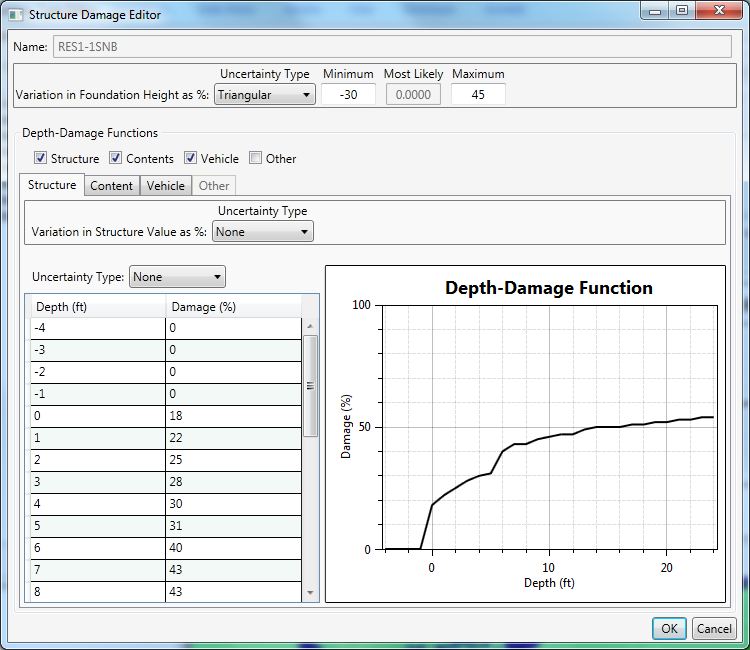 Structure Damage Editor
Name: RES1-1SNB
Uncertainty Type Minimum Most Likely Maximum
Variation in Foundation Height as %: Triangular -30 0.0000 45
Depth-Damage Functions
Structure Contents Vehicle Other
Structure Content Vehicle Other
Uncertainty Type
Variation in Structure Value as %: None
Uncertainty Type: None
Depth (ft) Damage (%)
-4 0
-3 0
-2 0
-1 0
0 18
1 22
2 25
3 28
4 30
5 31
6 40
7 43
8 43
Depth-Damage Function
100
50
0
Damage (%)
0 10 20
Depth (ft)
OK Cancel